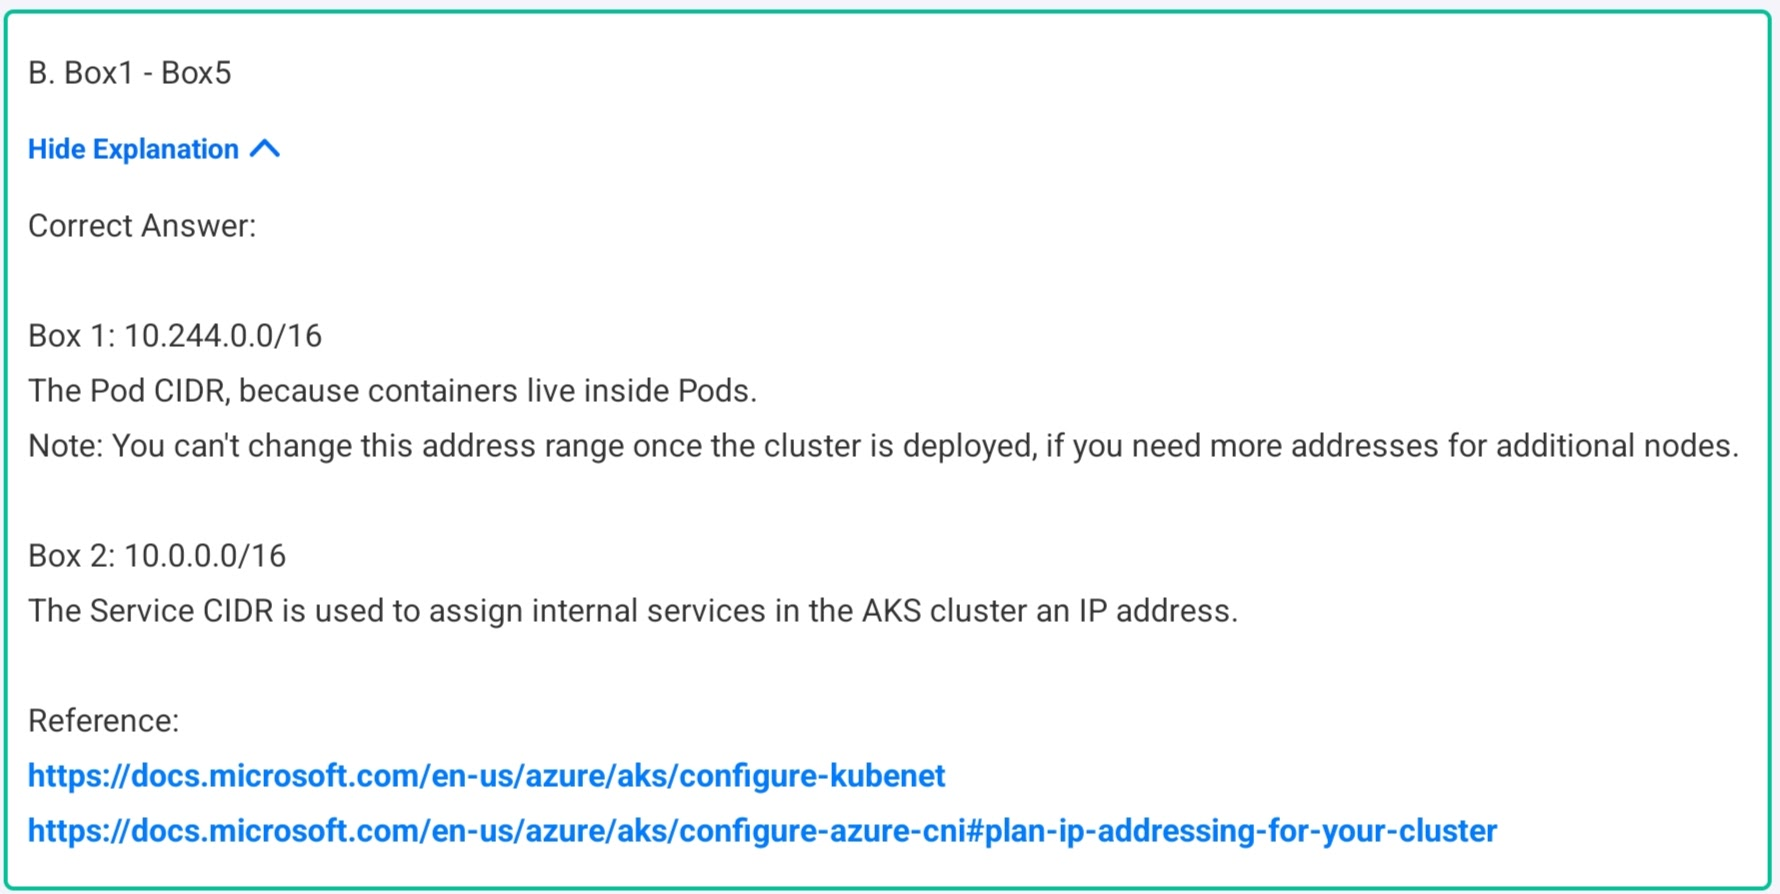 B. Box1 - Box5
Hide Explanation
Correct Answer:
Box 1: 10.244.0.0/16
The Pod CIDR, because containers live inside Pods.
Note: You can't change this address range once the cluster is deployed, if you need more addresses for additional nodes.
Box 2: 10.0.0.0/16
The Service CIDR is used to assign internal services in the AKS cluster an IP address.
Reference:
https://docs.microsoft.com/en-us/azure/aks/configure-kubenet
https://docs.microsoft.com/en-us/azure/aks/configure-azure-cni#plan-ip-addressing-for-your-cluster